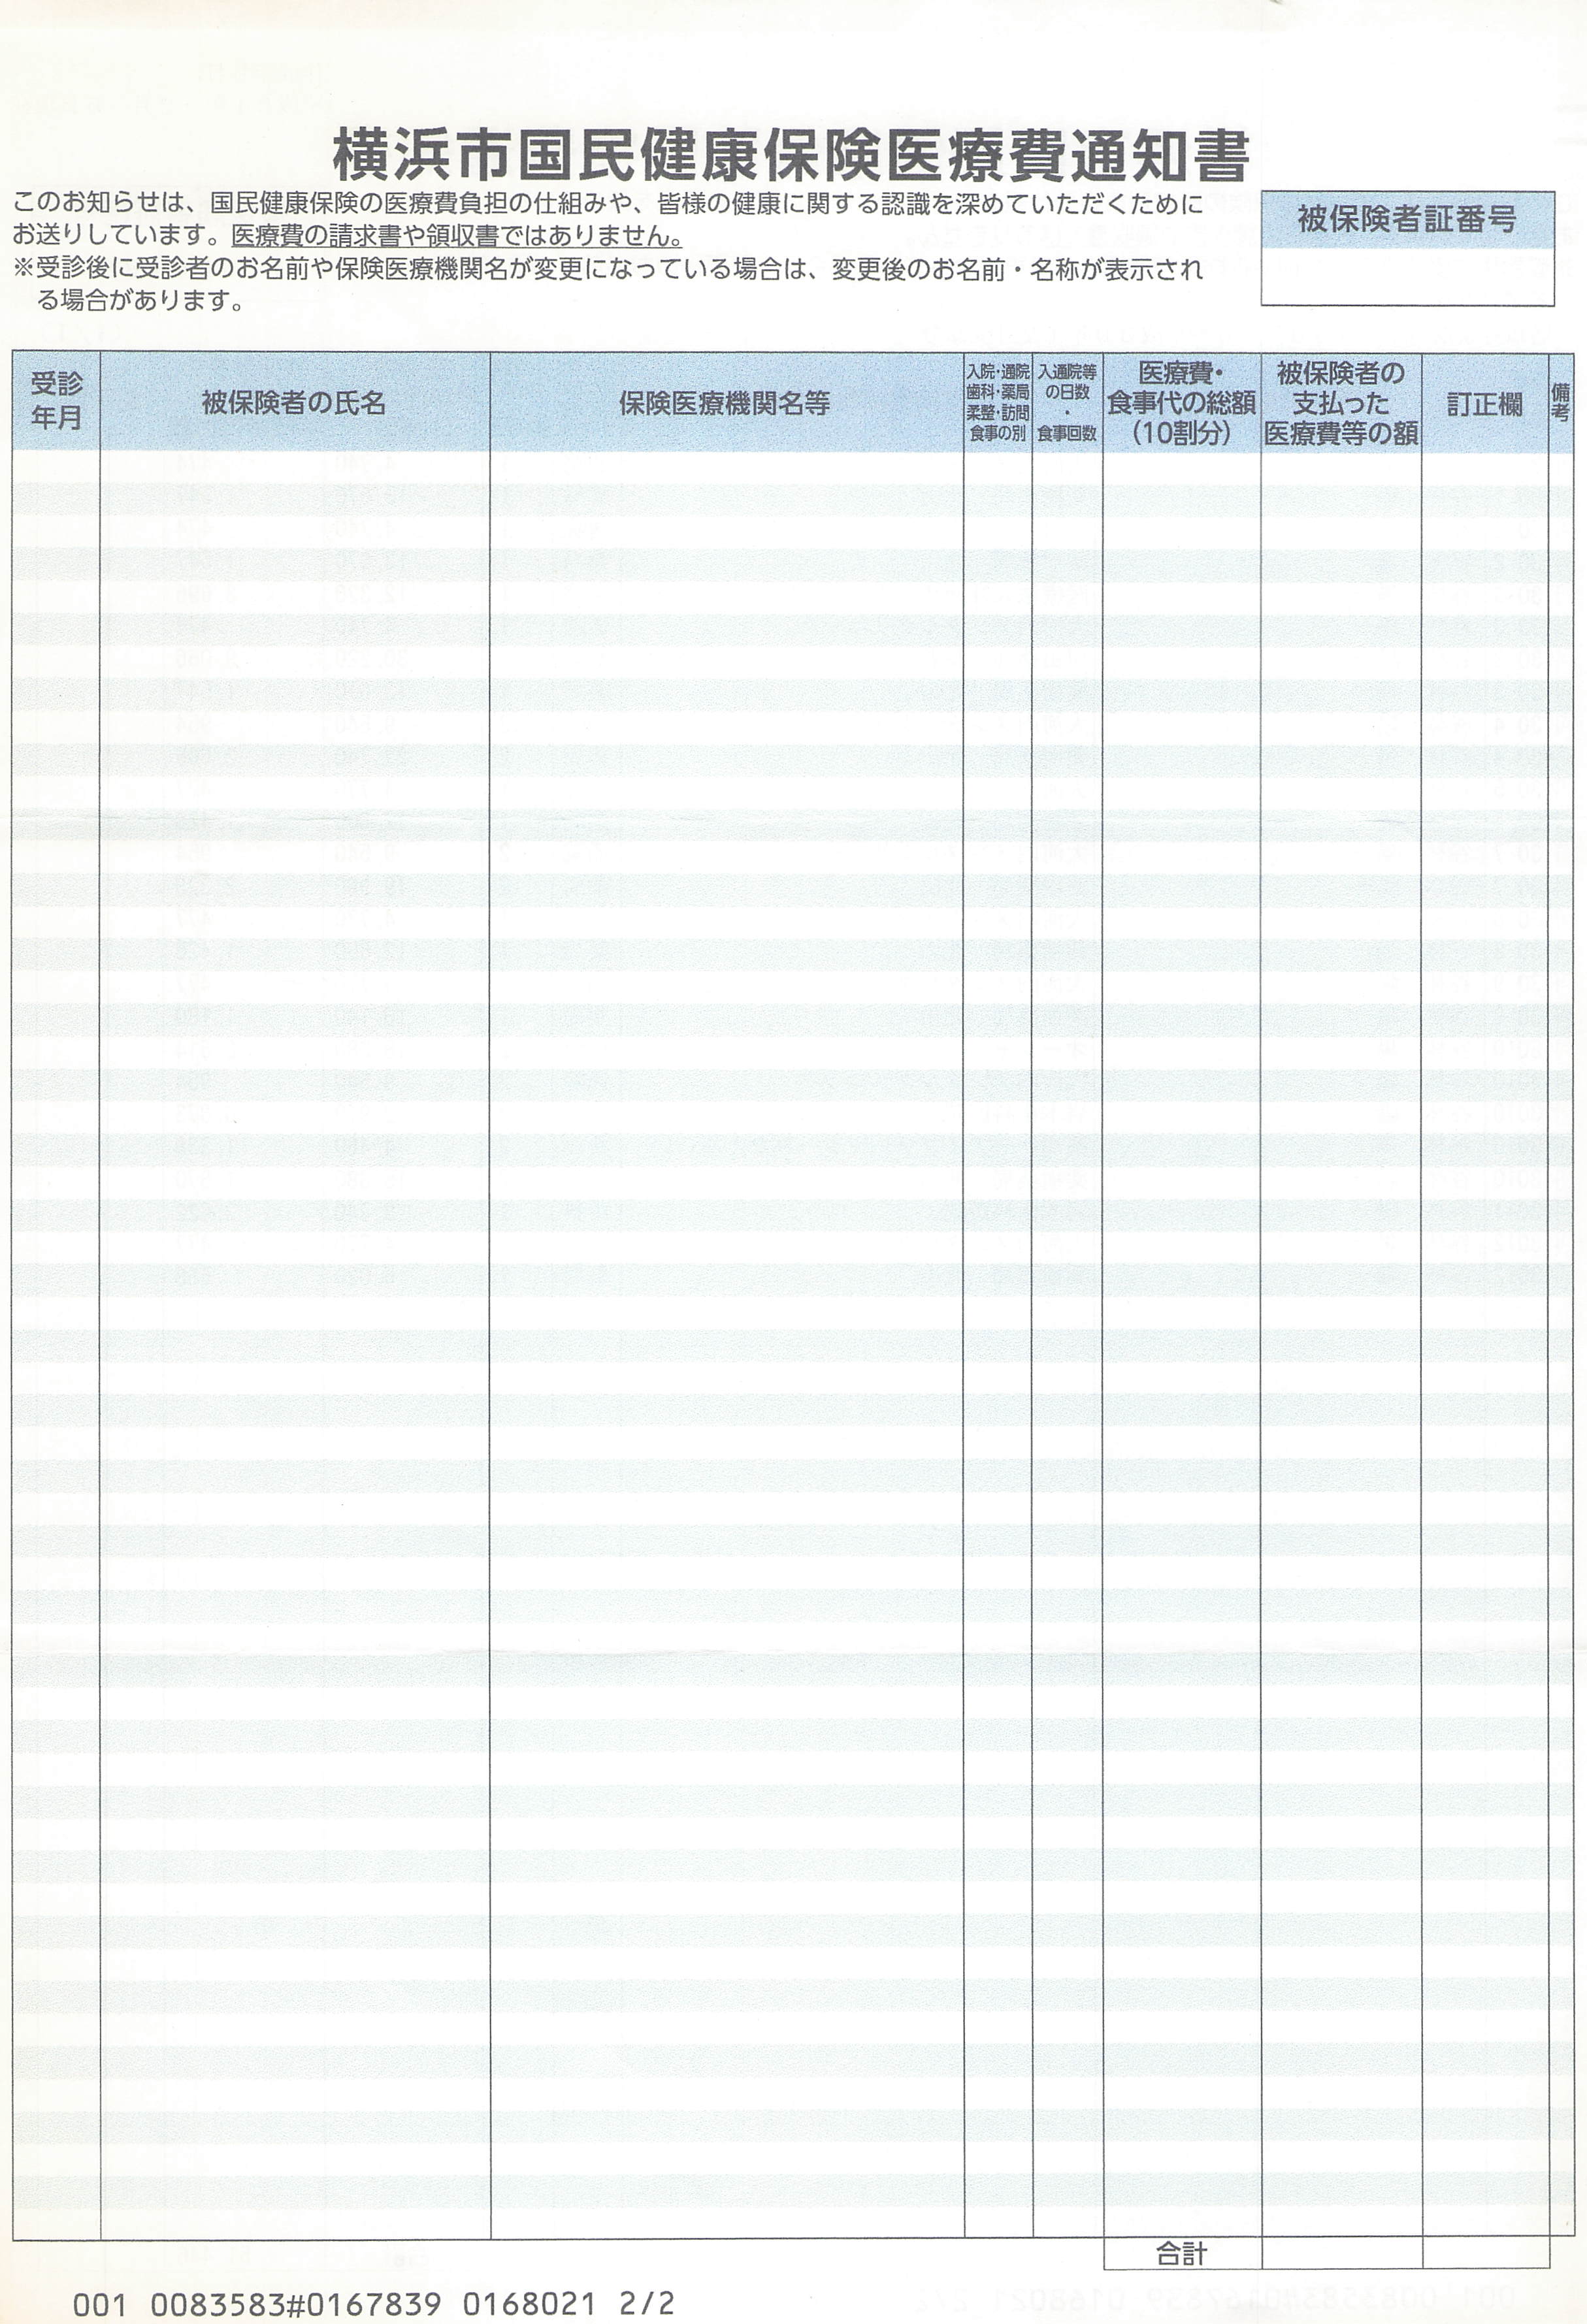 横浜市国民健康保険医療費通知書
このお知らせは、国民健康保険の医療費負担の仕組みや、皆様の健康に関する認識を深めていただくために
お送りしています。医療費の請求書や領収書ではありません。
※受診後に受診者のお名前や保険医療機関名が変更になっている場合は、変更後のお名前・名称が表示され
る場合があります。
被保険者証番号
受診
年月
被保険者の氏名
保険医療機関名等
入院・通院
歯科・薬局
柔整・訪問
食事の別
入通院等
の日数
・
食事回数
医療費・
食事代の総額
(10割分)
被保険者の
支払った
医療費等の額
訂正欄
備考
合計
001 0083583#0167839 0168021 2/2